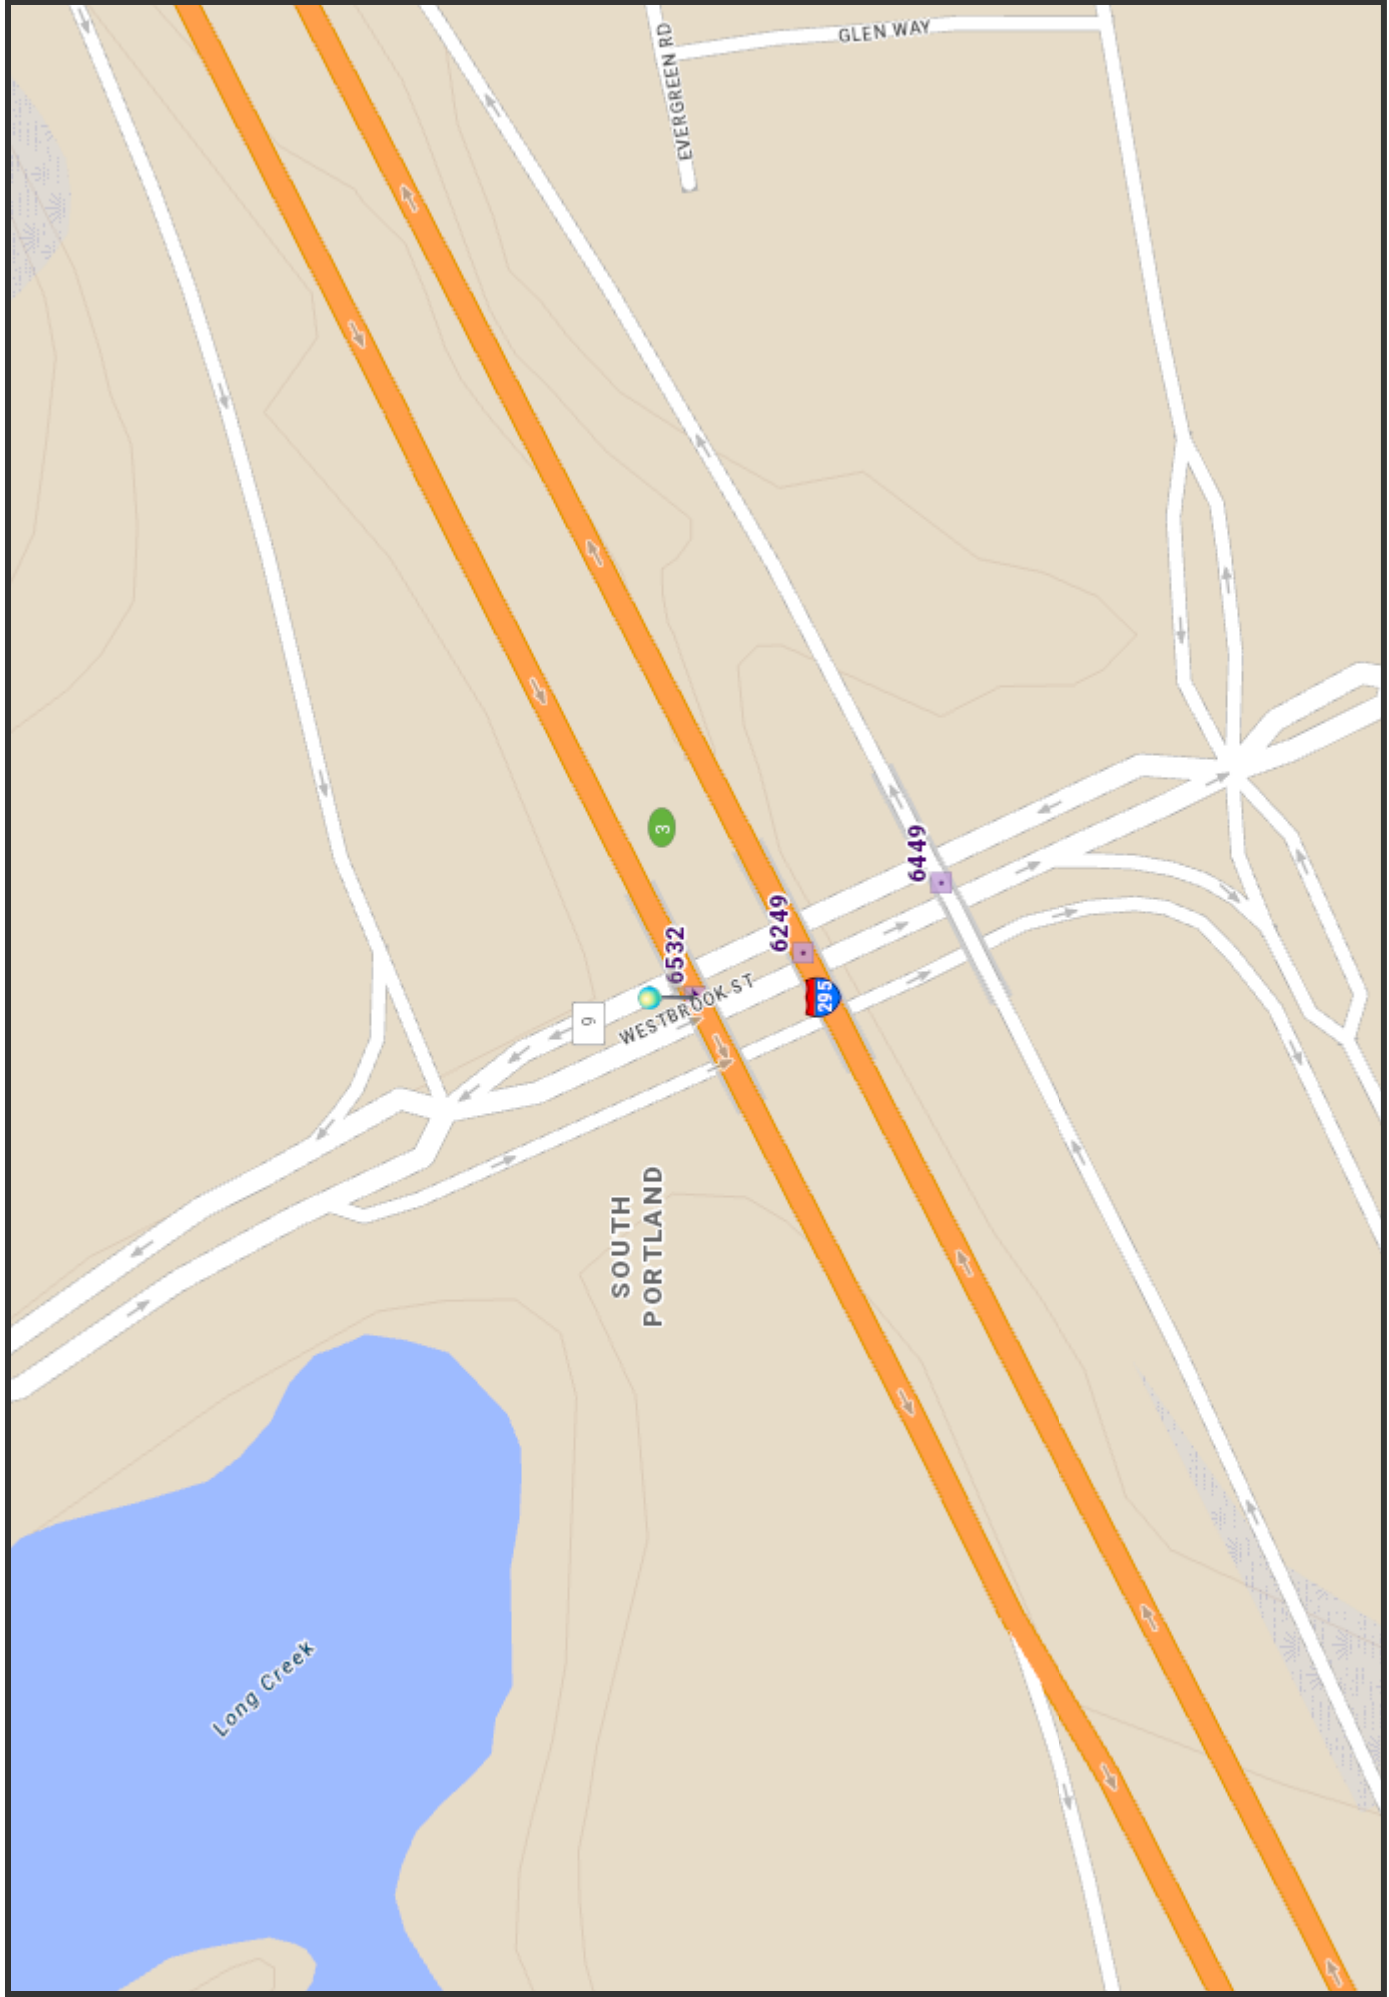 GLEN WAY
EVERGREEN RD
3
6449
6249
6532
295
9
WESTBROOK ST
SOUTH
PORTLAND
Long Creek